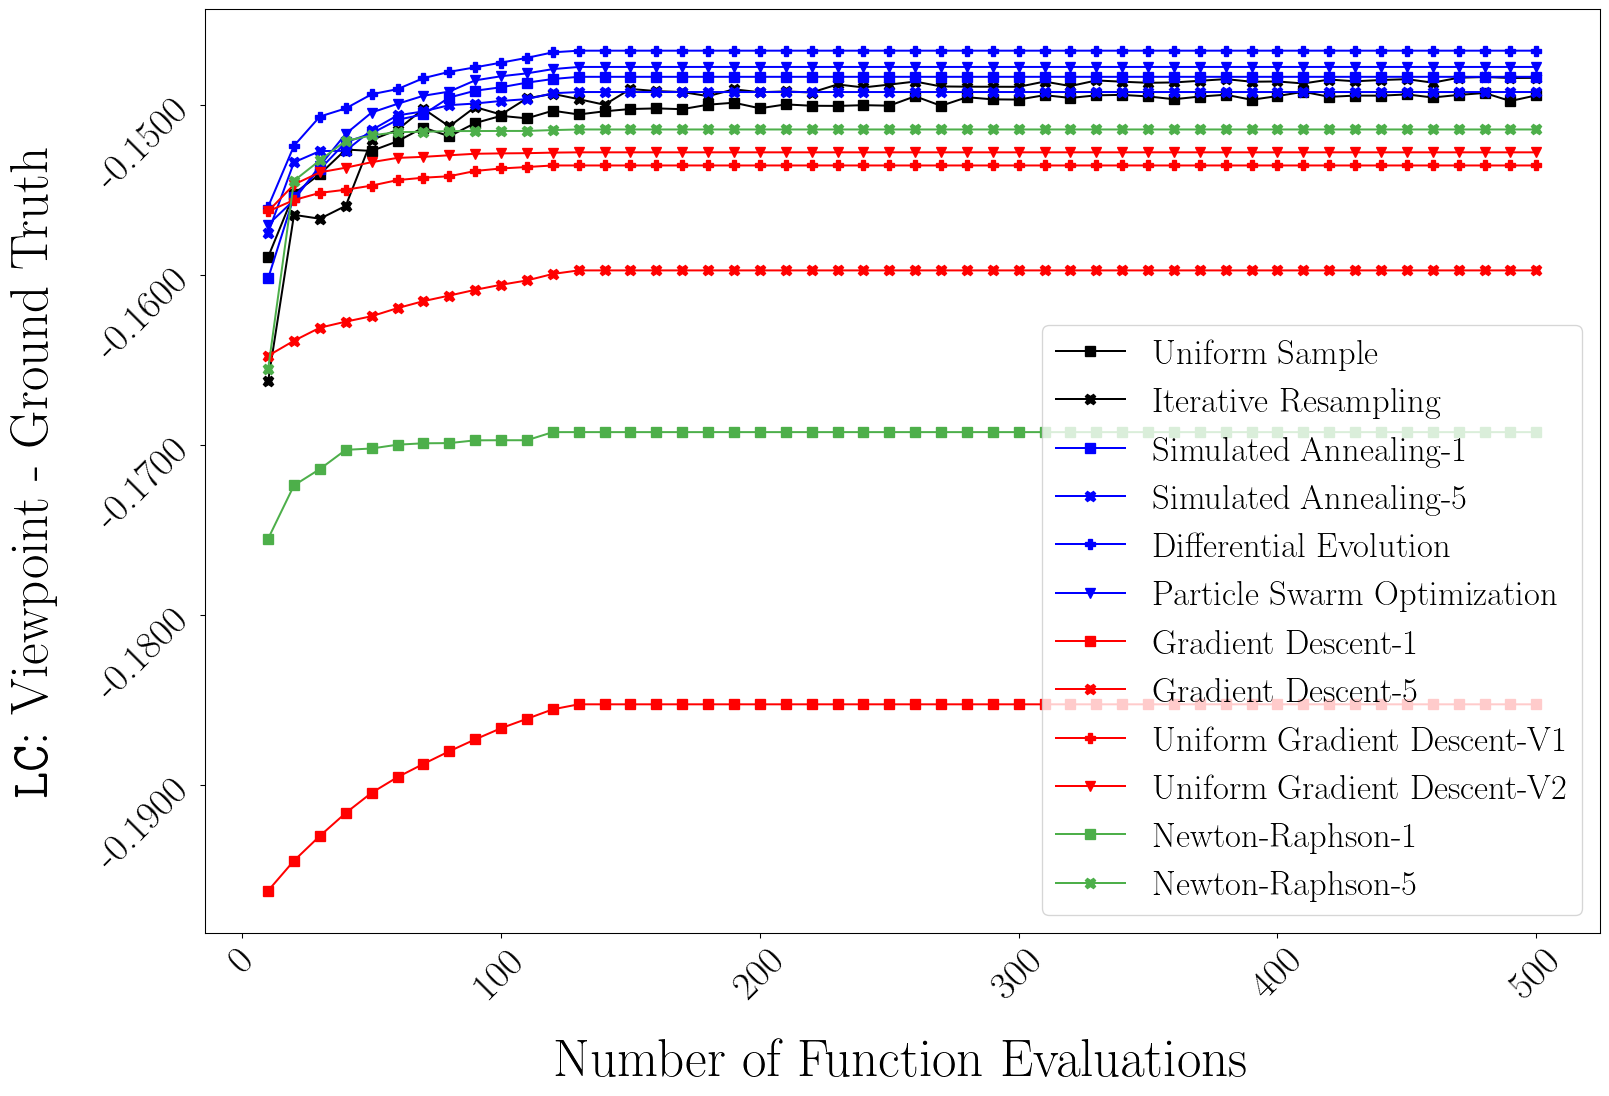 LC: Viewpoint - Ground Truth
-0.1500
-0.1600
-0.1700
-0.1800
-0.1900
Uniform Sample
Iterative Resampling
Simulated Annealing-1
Simulated Annealing-5
Differential Evolution
Particle Swarm Optimization
Gradient Descent-1
Gradient Descent-5
Uniform Gradient Descent-V1
Uniform Gradient Descent-V2
Newton-Raphson-1
Newton-Raphson-5
0
100
200
300
400
500
Number of Function Evaluations